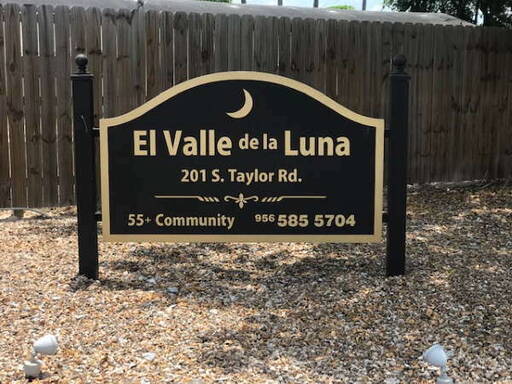 El Valle de la Luna
201 S. Taylor Rd.
55+ Community 956 585 5704